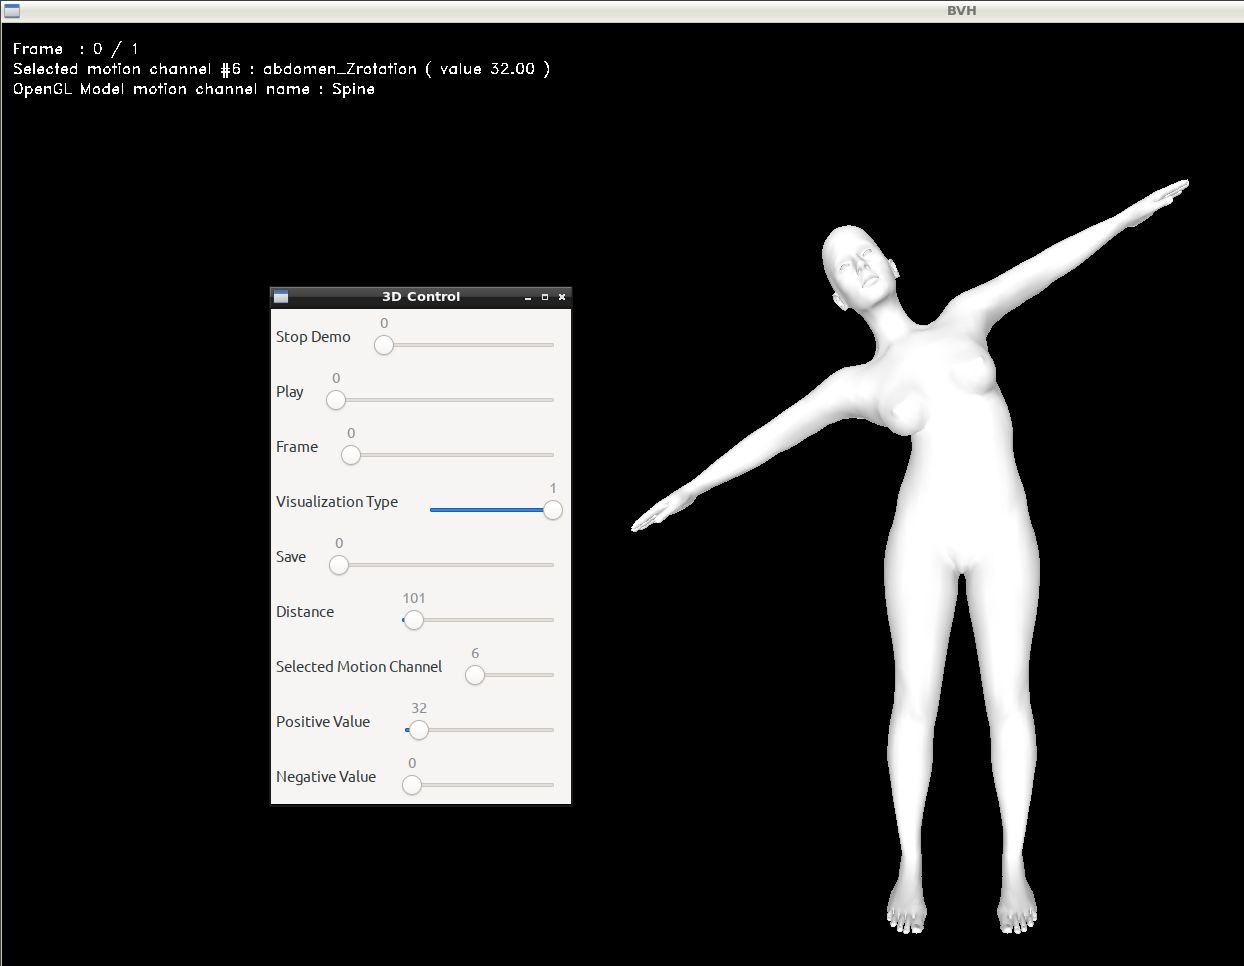 BVH
Frame : 0 / 1
Selected motion channel #6 : abdomen_Zrotation ( value 32.00 )
OpenGL Model motion channel name : Spine
3D Control
0
Stop Demo
0
Play
0
Frame
1
Visualization Type
0
Save
101
Distance
6
Selected Motion Channel
32
Positive Value
0
Negative Value